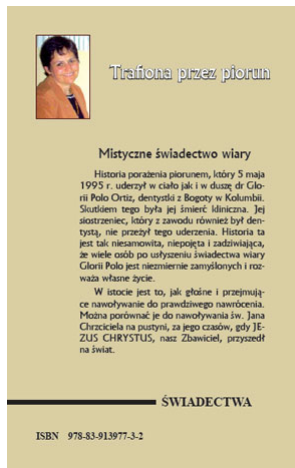 Trafiona przez piorun
Mistyczne świadectwo wiary
Historia porażenia piorunem, który 5 maja
1995 r. uderzył w ciało jak i w duszę dr Glo-
rii Polo Ortiz, dentystki z Bogoty w Kolumbii.
Skutkiem tego była jej śmierć kliniczna. Jej
siostrzeniec, który z zawodu również był den-
tystą, nie przeżył tego uderzenia. Historia ta
jest tak niesamowita, niepojęta i zadziwiająca,
że wiele osób po usłyszeniu świadectwa wiary
Glorii Polo jest niezmiernie zamyślonych i roz-
waża własne życie.
W istocie jest to, jak głośne i przejmują-
ce nawoływanie do prawdziwego nawrócenia.
Można porównać je do nawoływania św. Jana
Chrzciciela na pustyni, za jego czasów, gdy JE-
ZUS CHRYSTUS, nasz Zbawiciel, przyszedł
na świat.
ŚWIADECTWA
ISBN 978-83-913977-3-2